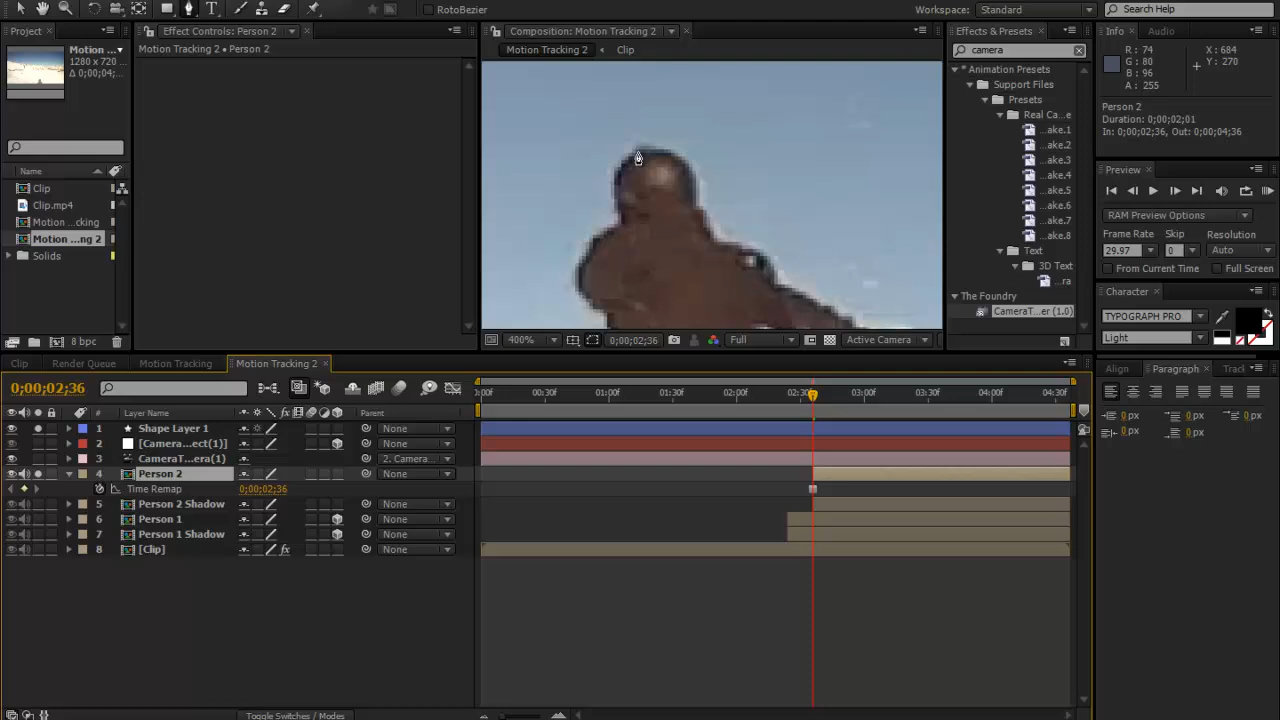 RotoBezier
Workspace: Standard
Search Help
Project
Effect Controls: Person 2
Composition: Motion Tracking 2
Effects & Presets
Info
Audio
Motion ...
1280 x 720 ...
Δ 0;00;04;...
Motion Tracking 2 • Person 2
Motion Tracking 2
Clip
camera
R : 74
G : 80
B : 96
A : 255
X : 684
Y : 270
* Animation Presets
Support Files
Presets
Real Ca...e
...ake.1
...ake.2
...ake.3
...ake.4
...ake.5
...ake.6
...ake.7
...ake.8
Text
3D Text
...ra
The Foundry
CameraT...er (1.0)
Person 2
Duration: 0;00;02;01
In: 0;00;02;36, Out: 0;00;04;36
Name
Clip
Clip.mp4
Motion ...cking
Motion ...ng 2
Solids
Preview
RAM Preview Options
Frame Rate
Skip
Resolution
29.97
0
Auto
From Current Time
Full Screen
Character
TYPOGRAPH PRO
Light
8 bpc
400%
0;00;02;36
Full
Active Camera
Clip
Render Queue
Motion Tracking
Motion Tracking 2
Align
Paragraph
Tracl
0;00;02;36
0 px
0 px
0 px
0 px
0 px
:00f
00:30f
01:00f
01:30f
02:00f
02:30f
03:00f
03:30f
04:00f
04:30f
#
Layer Name
Parent
1
Shape Layer 1
None
2
[Camera...ect(1)]
None
3
CameraT...era(1)
2. Camera...
4
Person 2
None
Time Remap
0;00;02;36
5
Person 2 Shadow
None
6
Person 1
None
7
Person 1 Shadow
None
8
[Clip]
None
Toggle Switches / Modes